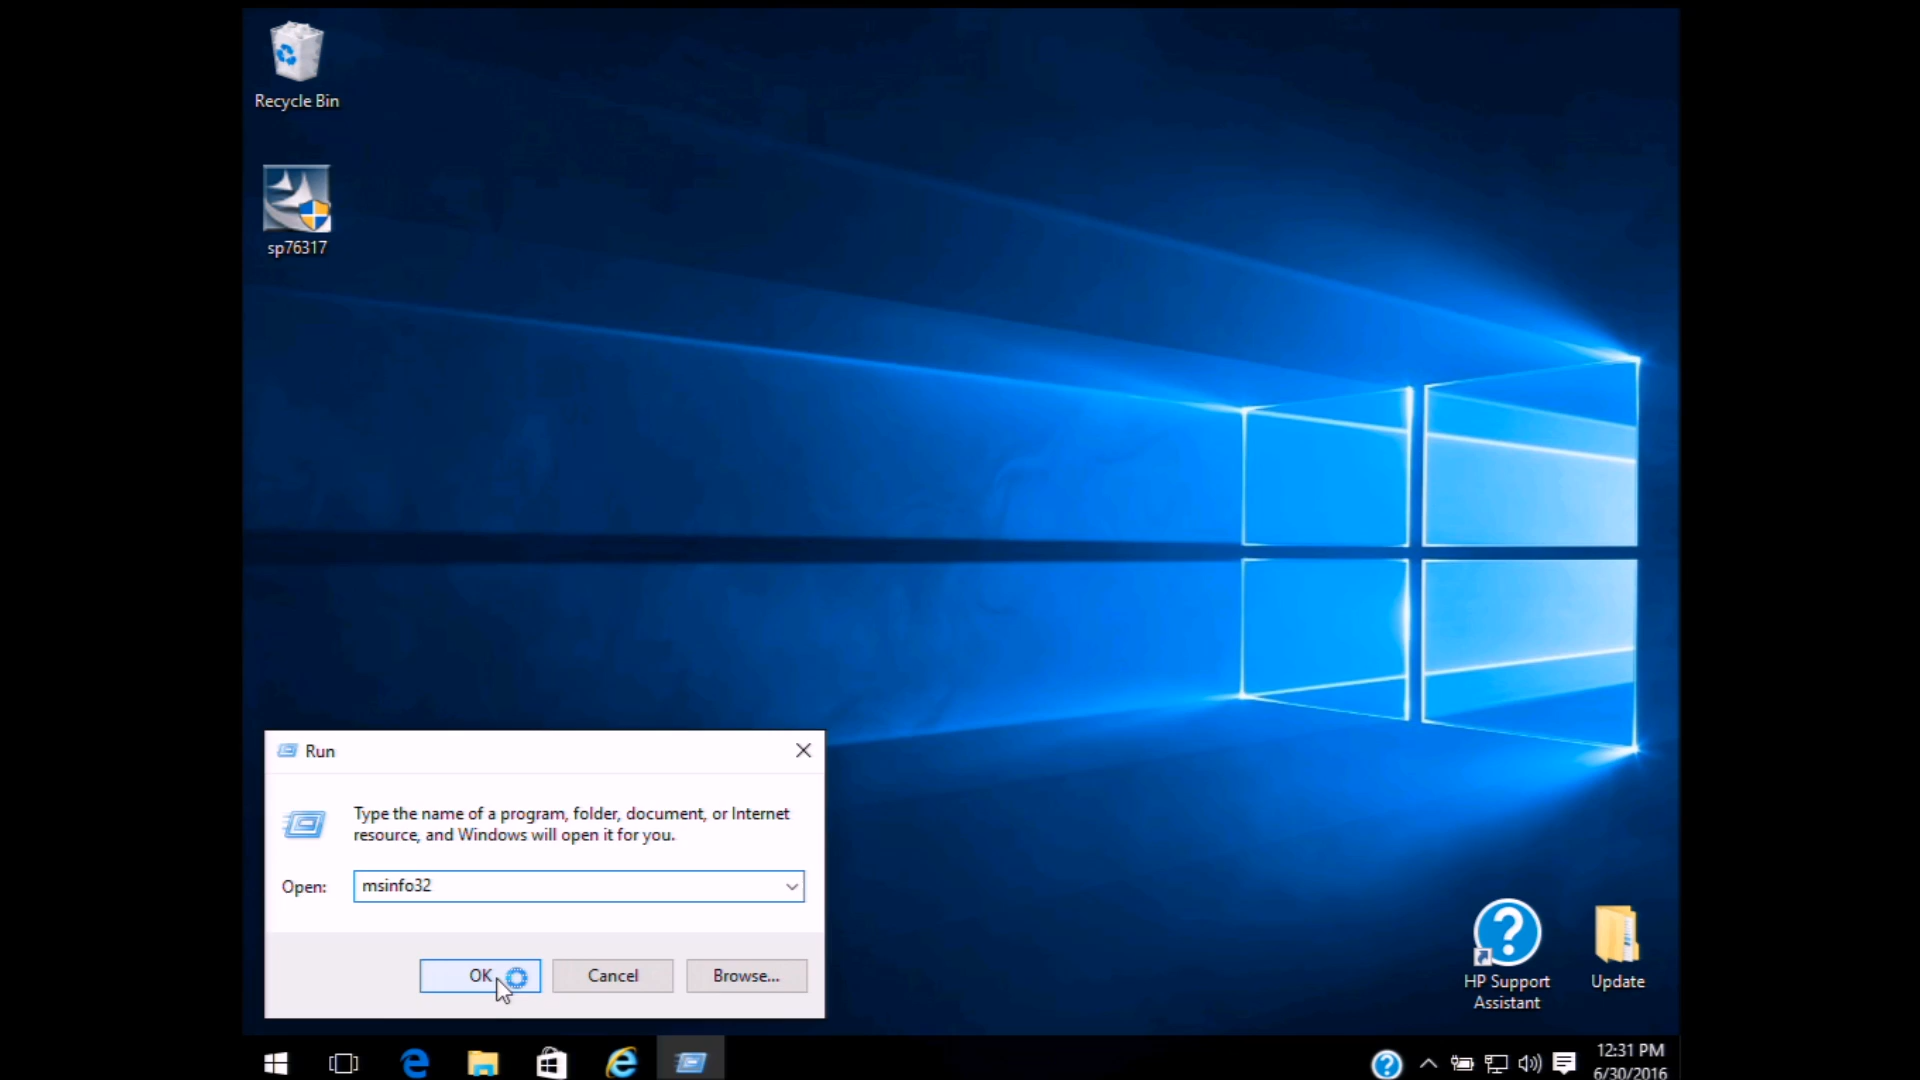 Recycle Bin
sp76317
Run
Type the name of a program, folder, document, or Internet
resource, and Windows will open it for you.
Open:
msinfo32
OK
Cancel
Browse...
HP Support
Assistant
Update
12:31 PM
6/30/2016